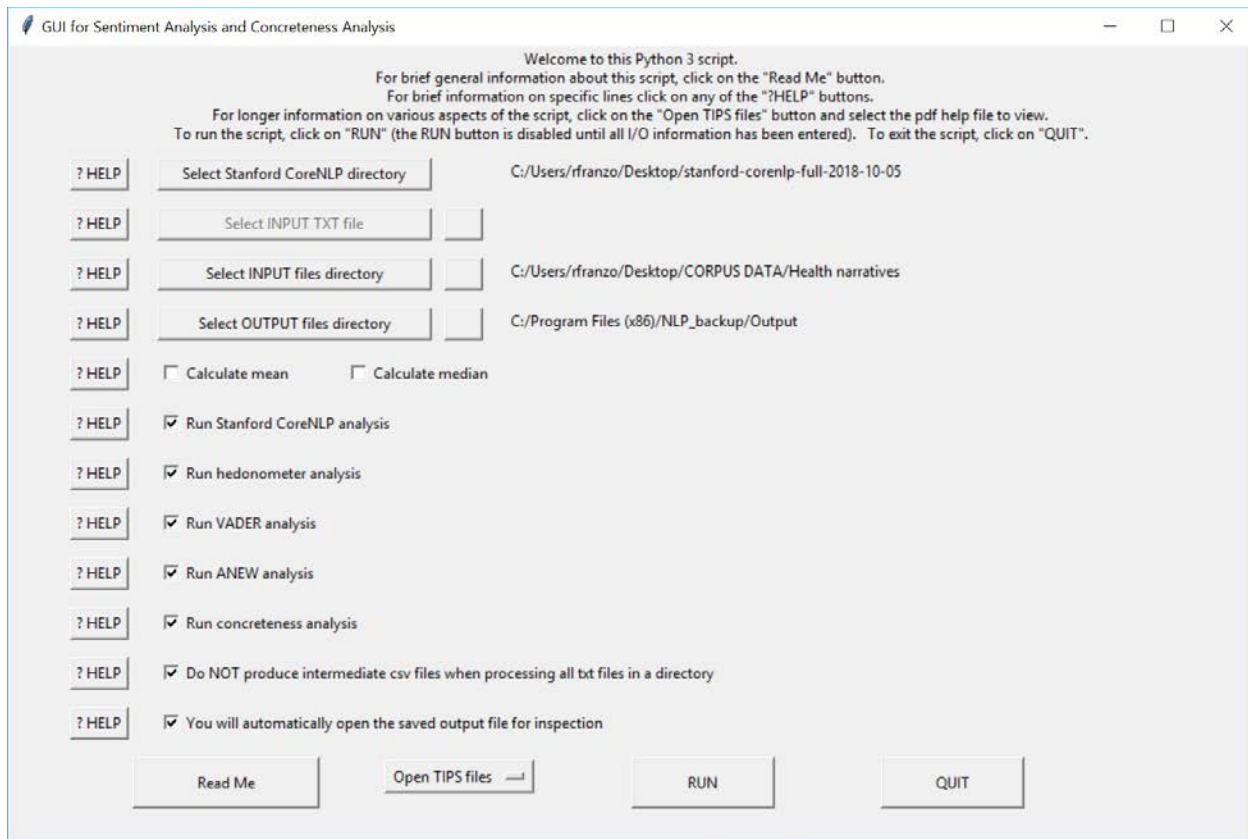 GUI for Sentiment Analysis and Concreteness Analysis
Welcome to this Python 3 script.
For brief general information about this script, click on the "Read Me" button.
For brief information on specific lines click on any of the "?HELP" buttons.
For longer information on various aspects of the script, click on the "Open TIPS files" button and select the pdf help file to view.
To run the script, click on "RUN" (the RUN button is disabled until all I/O information has been entered). To exit the script, click on "QUIT".
? HELP Select Stanford CoreNLP directory C:/Users/rfranzo/Desktop/stanford-corenlp-full-2018-10-05
? HELP Select INPUT TXT file
? HELP Select INPUT files directory C:/Users/rfranzo/Desktop/CORPUS DATA/Health narratives
? HELP Select OUTPUT files directory C:/Program Files (x86)/NLP_backup/Output
? HELP Calculate mean Calculate median
? HELP Run Stanford CoreNLP analysis
? HELP Run hedonometer analysis
? HELP Run VADER analysis
? HELP Run ANEW analysis
? HELP Run concreteness analysis
? HELP Do NOT produce intermediate csv files when processing all txt files in a directory
? HELP You will automatically open the saved output file for inspection
Read Me Open TIPS files RUN QUIT